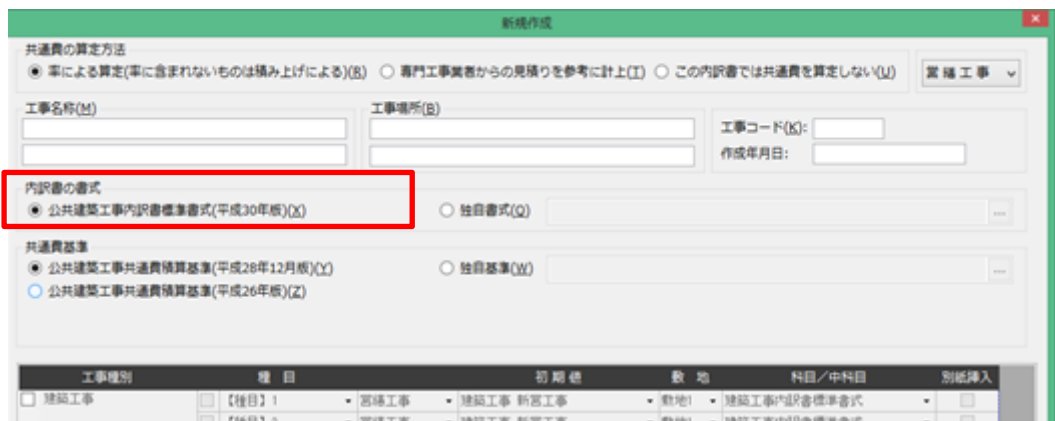 新規作成
共通費の算定方法
率による算定(率に含まれないものは積み上げによる)(R) 専門工事業者からの見積りを参考に計上(T) この内訳書では共通費を算定しない(U) 営繕工事
工事名称(M) 工事場所(B)
工事コード(K):
作成年月日:
内訳書の書式
公共建築工事内訳書標準書式(平成30年版)(X) 独自書式(Q) ...
共通費基準
公共建築工事共通費積算基準(平成28年12月版)(Y) 独自基準(W) ...
公共建築工事共通費積算基準(平成26年版)(Z)
工事種別 種 目 初 期 値 敷 地 科目/中科目 別紙挿入
建築工事 【種目】1 営繕工事 建築工事 新営工事 敷地1 建築工事内訳書標準書式